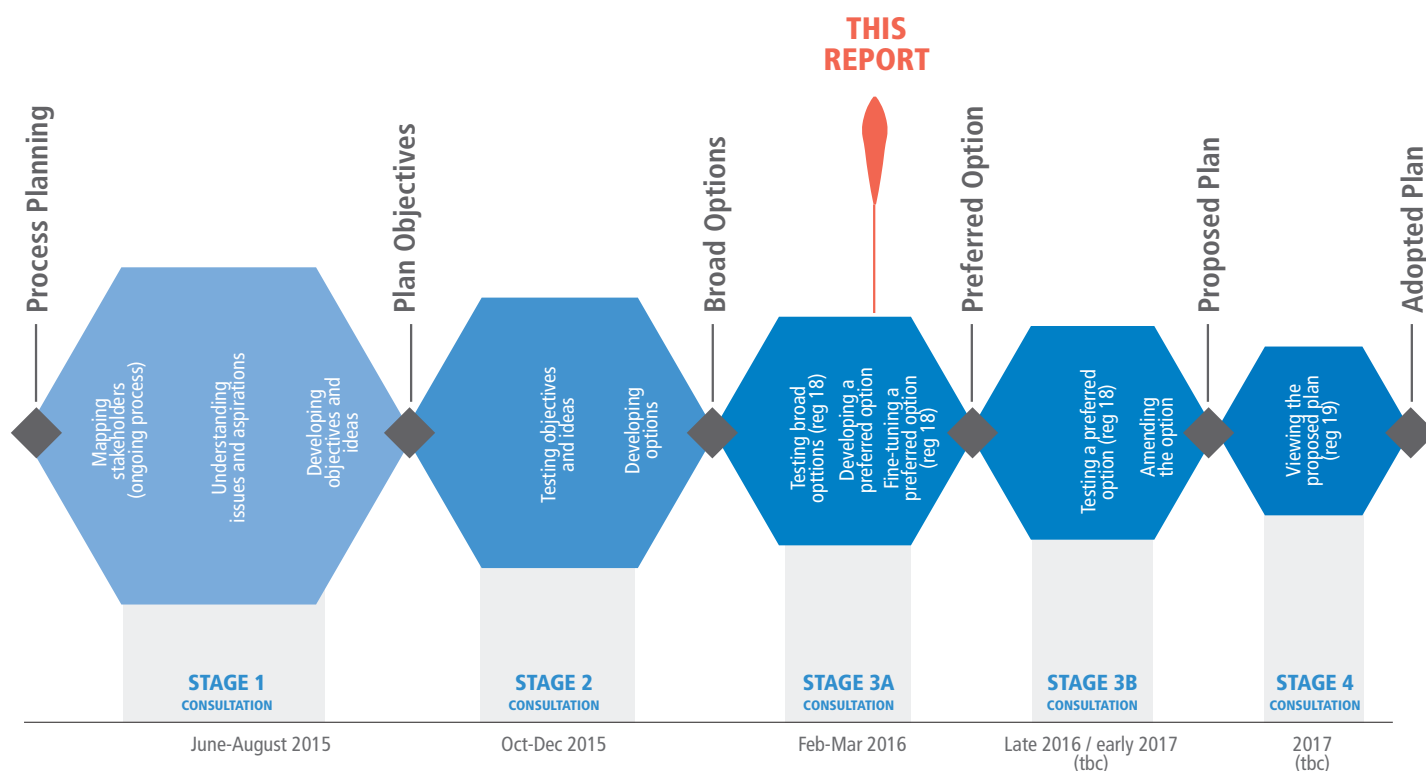 THIS
REPORT
Process Planning
Plan Objectives
Broad Options
Preferred Option
Proposed Plan
Adopted Plan
Mapping
stakeholders
(ongoing process)
Understanding
issues and aspirations
Developing
objectives and
ideas
Testing objectives
and ideas
Developing
options
Testing broad
options (reg 18)
Developing a
preferred option
Fine-tuning a
preferred option
(reg 18)
Testing a preferred
option (reg 18)
Amending
the option
Viewing the
proposed plan
(reg 19)
STAGE 1
CONSULTATION
STAGE 2
CONSULTATION
STAGE 3A
CONSULTATION
STAGE 3B
CONSULTATION
STAGE 4
CONSULTATION
June-August 2015
Oct-Dec 2015
Feb-Mar 2016
Late 2016 / early 2017
(tbc)
2017
(tbc)